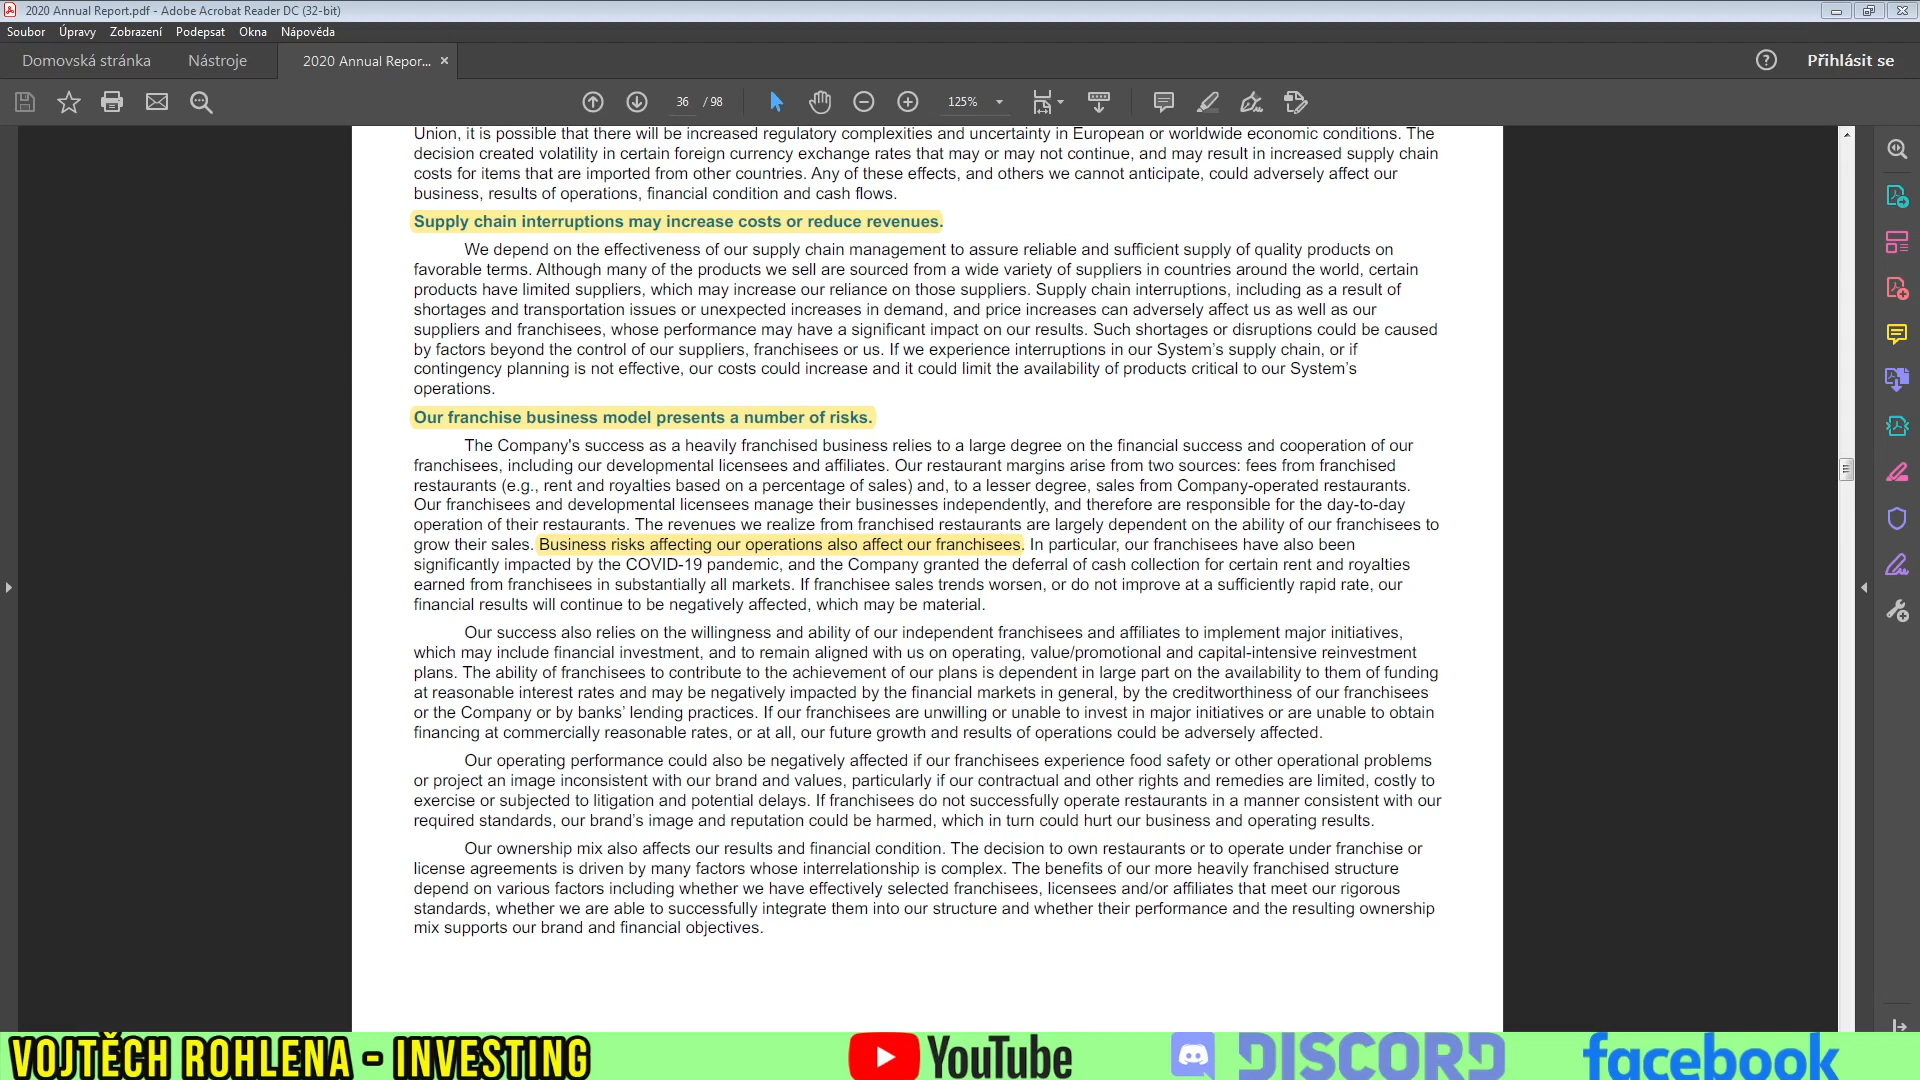 2020 Annual Report.pdf - Adobe Acrobat Reader DC (32-bit)
Soubor Úpravy Zobrazení Podepsat Okna Nápověda
Domovská stránka Nástroje 2020 Annual Repor... × Přihlásit se
36 / 98 125%
Union, it is possible that there will be increased regulatory complexities and uncertainty in European or worldwide economic conditions. The
decision created volatility in certain foreign currency exchange rates that may or may not continue, and may result in increased supply chain
costs for items that are imported from other countries. Any of these effects, and others we cannot anticipate, could adversely affect our
business, results of operations, financial condition and cash flows.
Supply chain interruptions may increase costs or reduce revenues.
We depend on the effectiveness of our supply chain management to assure reliable and sufficient supply of quality products on
favorable terms. Although many of the products we sell are sourced from a wide variety of suppliers in countries around the world, certain
products have limited suppliers, which may increase our reliance on those suppliers. Supply chain interruptions, including as a result of
shortages and transportation issues or unexpected increases in demand, and price increases can adversely affect us as well as our
suppliers and franchisees, whose performance may have a significant impact on our results. Such shortages or disruptions could be caused
by factors beyond the control of our suppliers, franchisees or us. If we experience interruptions in our System’s supply chain, or if
contingency planning is not effective, our costs could increase and it could limit the availability of products critical to our System’s
operations.
Our franchise business model presents a number of risks.
The Company's success as a heavily franchised business relies to a large degree on the financial success and cooperation of our
franchisees, including our developmental licensees and affiliates. Our restaurant margins arise from two sources: fees from franchised
restaurants (e.g., rent and royalties based on a percentage of sales) and, to a lesser degree, sales from Company-operated restaurants.
Our franchisees and developmental licensees manage their businesses independently, and therefore are responsible for the day-to-day
operation of their restaurants. The revenues we realize from franchised restaurants are largely dependent on the ability of our franchisees to
grow their sales. Business risks affecting our operations also affect our franchisees. In particular, our franchisees have also been
significantly impacted by the COVID-19 pandemic, and the Company granted the deferral of cash collection for certain rent and royalties
earned from franchisees in substantially all markets. If franchisee sales trends worsen, or do not improve at a sufficiently rapid rate, our
financial results will continue to be negatively affected, which may be material.
Our success also relies on the willingness and ability of our independent franchisees and affiliates to implement major initiatives,
which may include financial investment, and to remain aligned with us on operating, value/promotional and capital-intensive reinvestment
plans. The ability of franchisees to contribute to the achievement of our plans is dependent in large part on the availability to them of funding
at reasonable interest rates and may be negatively impacted by the financial markets in general, by the creditworthiness of our franchisees
or the Company or by banks’ lending practices. If our franchisees are unwilling or unable to invest in major initiatives or are unable to obtain
financing at commercially reasonable rates, or at all, our future growth and results of operations could be adversely affected.
Our operating performance could also be negatively affected if our franchisees experience food safety or other operational problems
or project an image inconsistent with our brand and values, particularly if our contractual and other rights and remedies are limited, costly to
exercise or subjected to litigation and potential delays. If franchisees do not successfully operate restaurants in a manner consistent with our
required standards, our brand’s image and reputation could be harmed, which in turn could hurt our business and operating results.
Our ownership mix also affects our results and financial condition. The decision to own restaurants or to operate under franchise or
license agreements is driven by many factors whose interrelationship is complex. The benefits of our more heavily franchised structure
depend on various factors including whether we have effectively selected franchisees, licensees and/or affiliates that meet our rigorous
standards, whether we are able to successfully integrate them into our structure and whether their performance and the resulting ownership
mix supports our brand and financial objectives.
VOJTĚCH ROHLENA - INVESTING YouTube DISCORD facebook